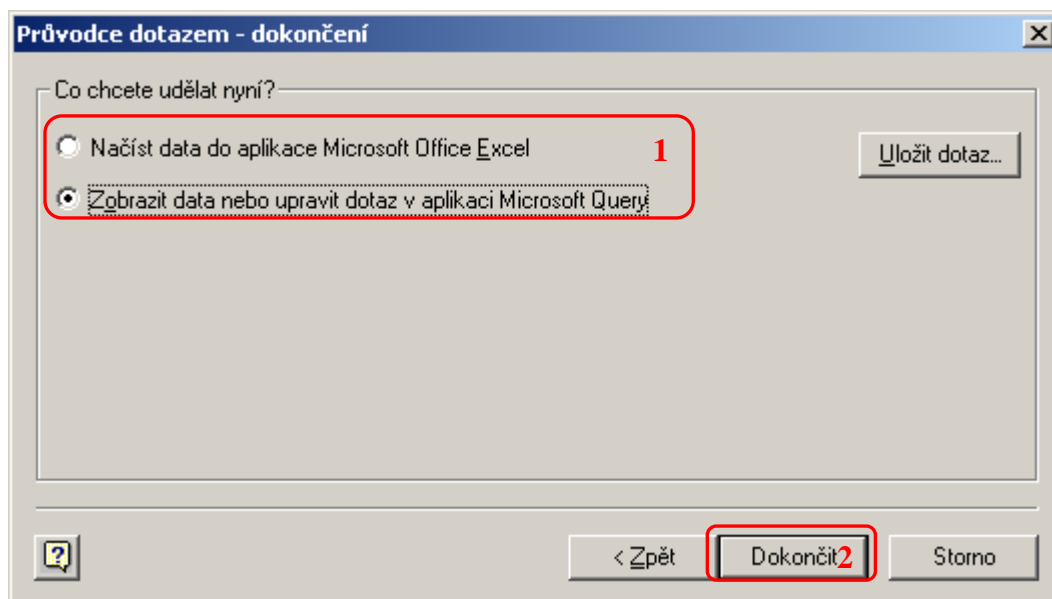 Průvodce dotazem - dokončení
Co chcete udělat nyní?
Načíst data do aplikace Microsoft Office Excel
1
Uložit dotaz...
Zobrazit data nebo upravit dotaz v aplikaci Microsoft Query
?
< Zpět
Dokončit
2
Storno